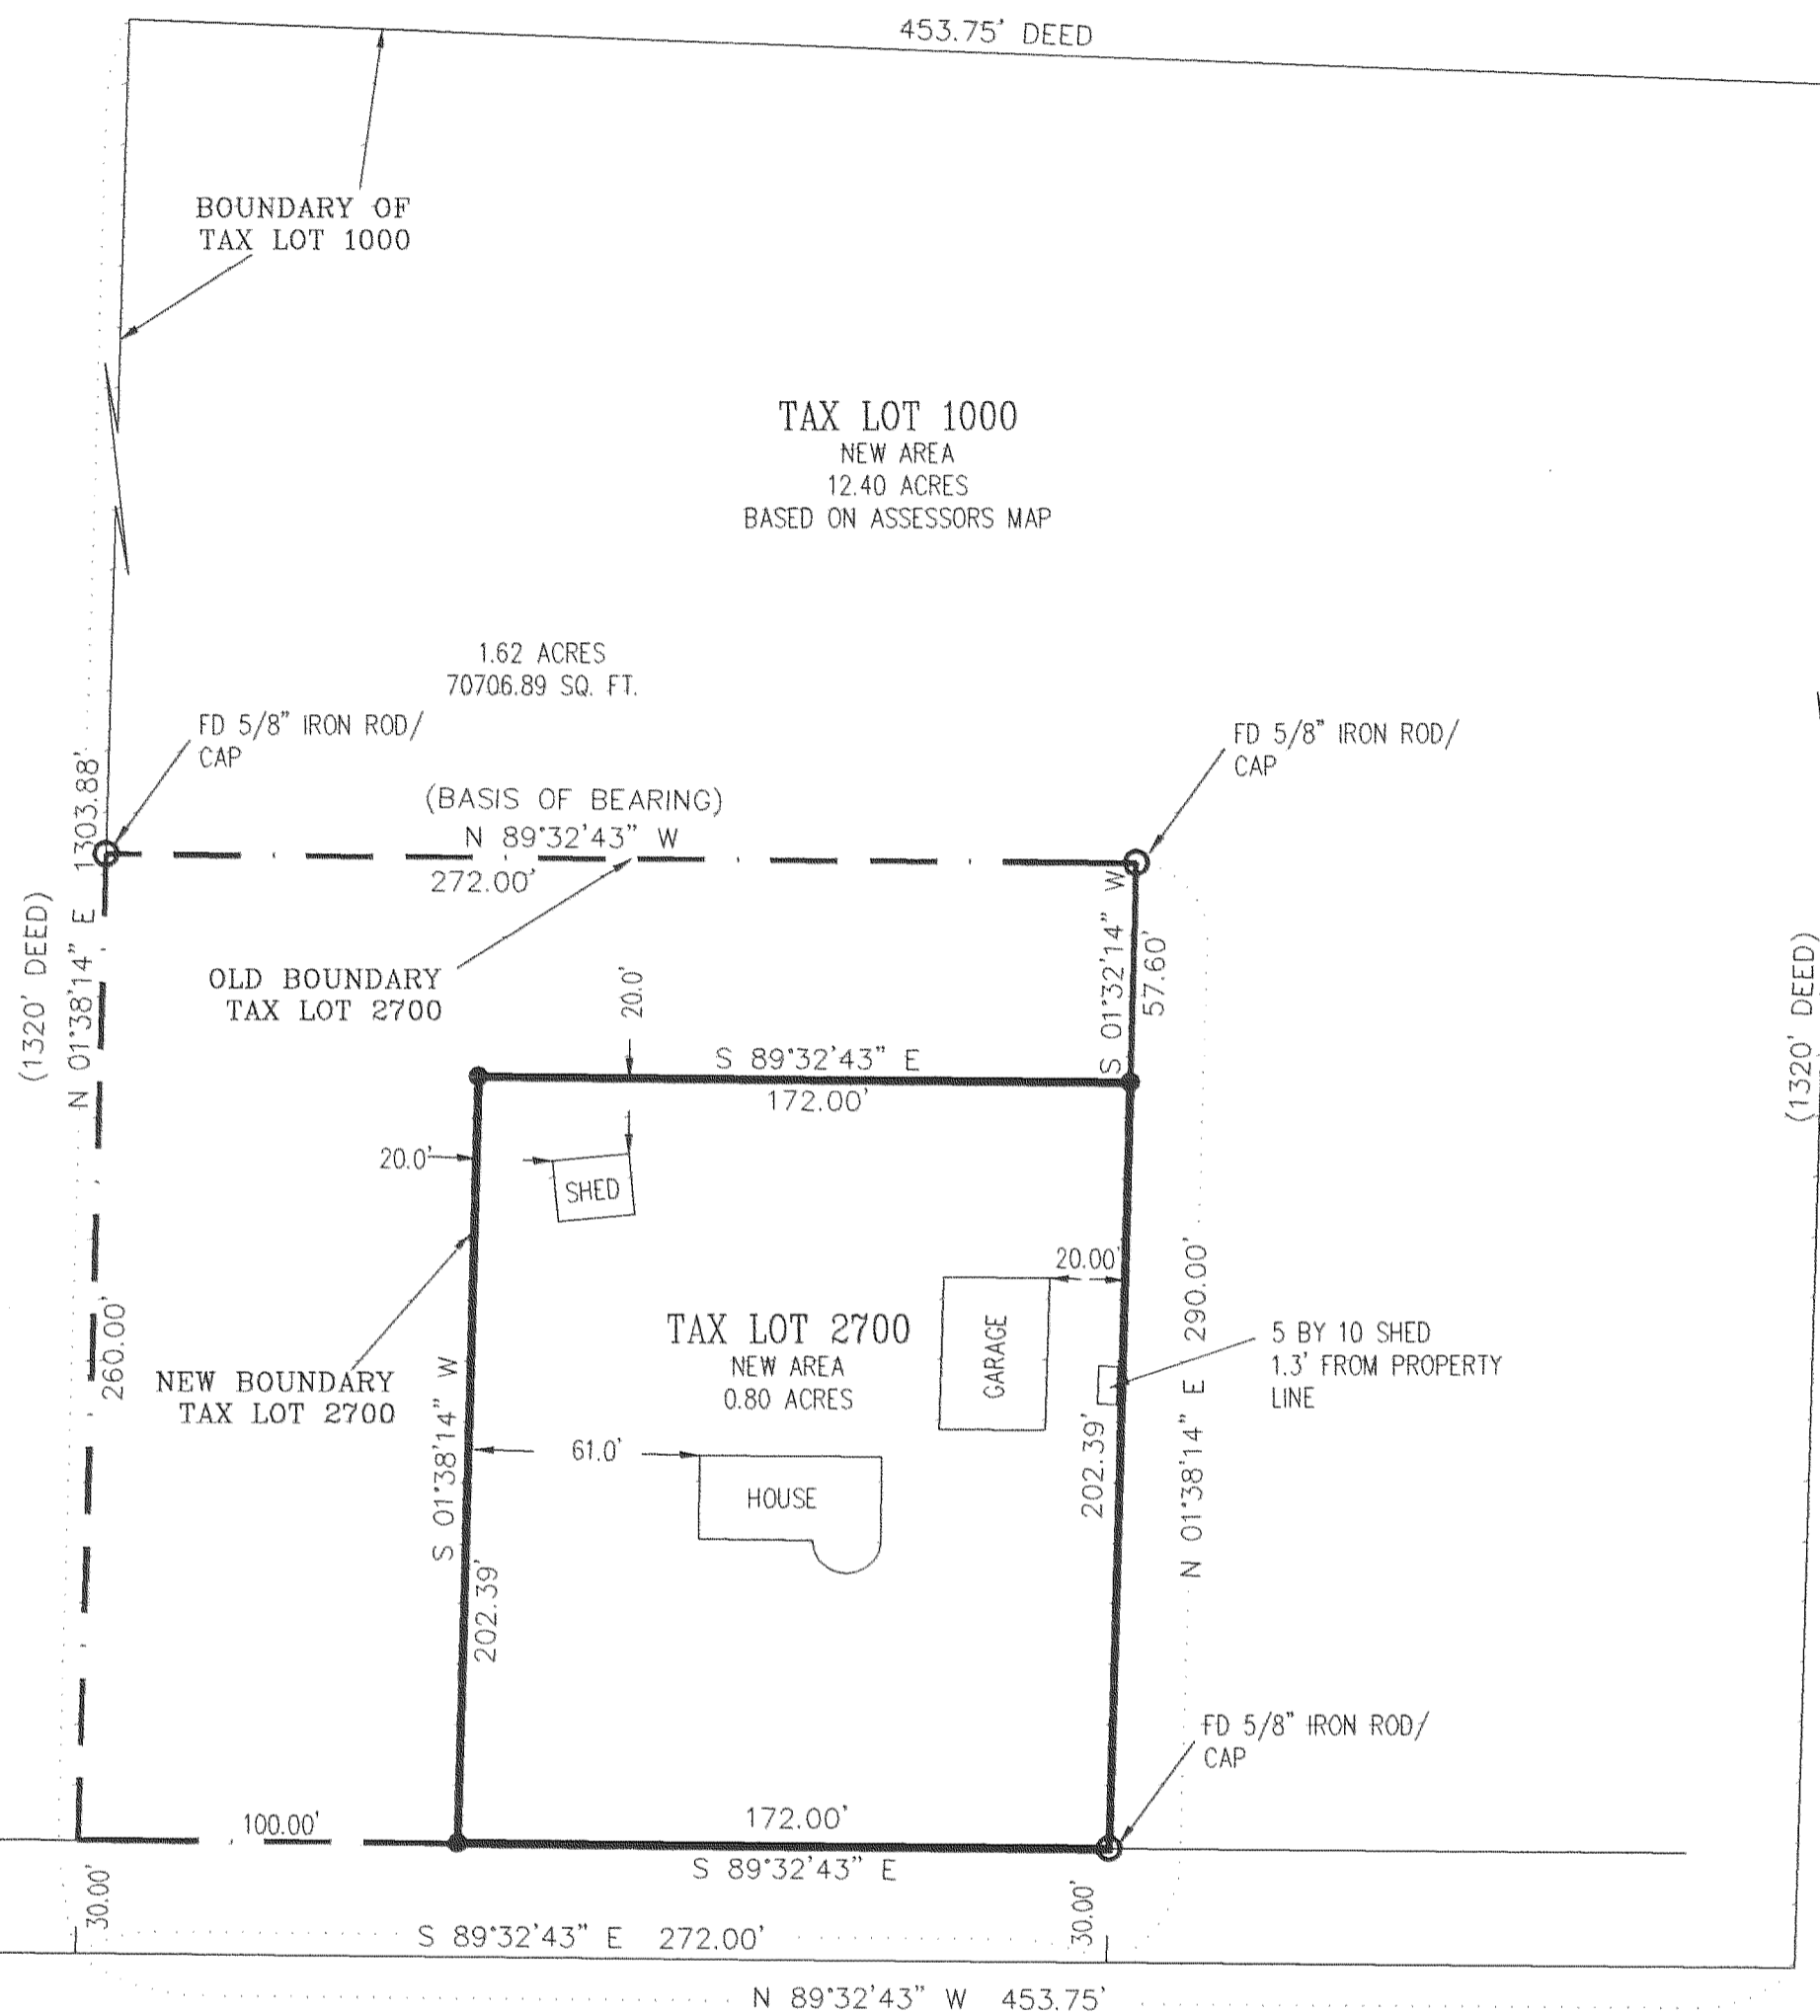 453.75' DEED
BOUNDARY OF
TAX LOT 1000
TAX LOT 1000
NEW AREA
12.40 ACRES
BASED ON ASSESSORS MAP
1.62 ACRES
70706.89 SQ. FT.
FD 5/8" IRON ROD/
CAP
FD 5/8" IRON ROD/
CAP
(BASIS OF BEARING)
N 89°32'43" W
272.00'
(1320' DEED)
N 01°38'14" E 1303.88'
OLD BOUNDARY
TAX LOT 2700
20.0'
S 01°32'14" W
57.60'
(1320' DEED)
S 89°32'43" E
172.00'
20.0'
SHED
20.00'
260.00'
NEW BOUNDARY
TAX LOT 2700
TAX LOT 2700
NEW AREA
0.80 ACRES
GARAGE
5 BY 10 SHED
1.3' FROM PROPERTY
LINE
N 01°38'14" E 290.00'
S 01°38'14" W
202.39'
61.0'
HOUSE
202.39'
FD 5/8" IRON ROD/
CAP
100.00'
172.00'
S 89°32'43" E
30.00'
30.00'
S 89°32'43" E 272.00'
N 89°32'43" W 453.75'